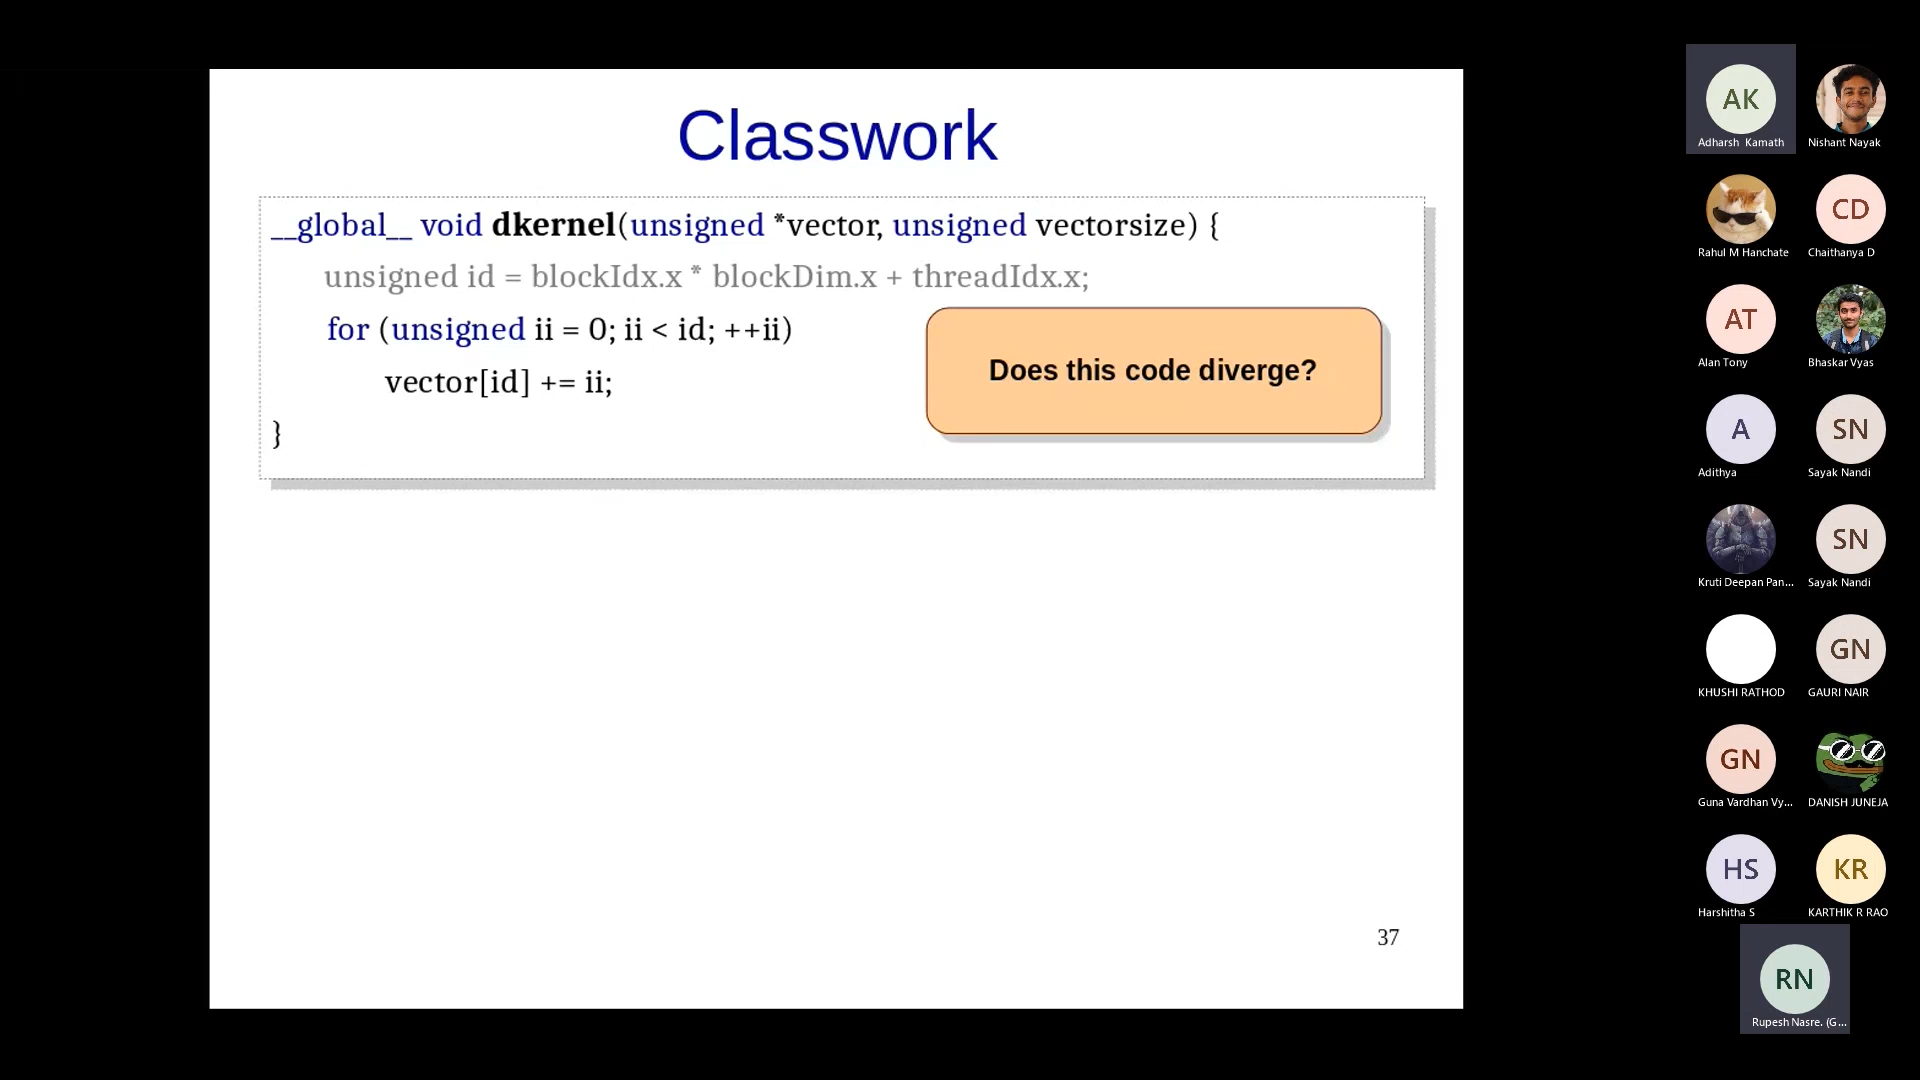 Classwork
__global__ void dkernel(unsigned *vector, unsigned vectorsize) {
unsigned id = blockIdx.x * blockDim.x + threadIdx.x;
for (unsigned ii = 0; ii < id; ++ii)
vector[id] += ii;
}
Does this code diverge?
37
AK
Adharsh Kamath
Nishant Nayak
Rahul M Hanchate
CD
Chaithanya D
AT
Alan Tony
Bhaskar Vyas
A
Adithya
SN
Sayak Nandi
Kruti Deepan Pan...
SN
Sayak Nandi
KHUSHI RATHOD
GN
GAURI NAIR
GN
Guna Vardhan Vy...
DANISH JUNEJA
HS
Harshitha S
KR
KARTHIK R RAO
RN
Rupesh Nasre. (G...